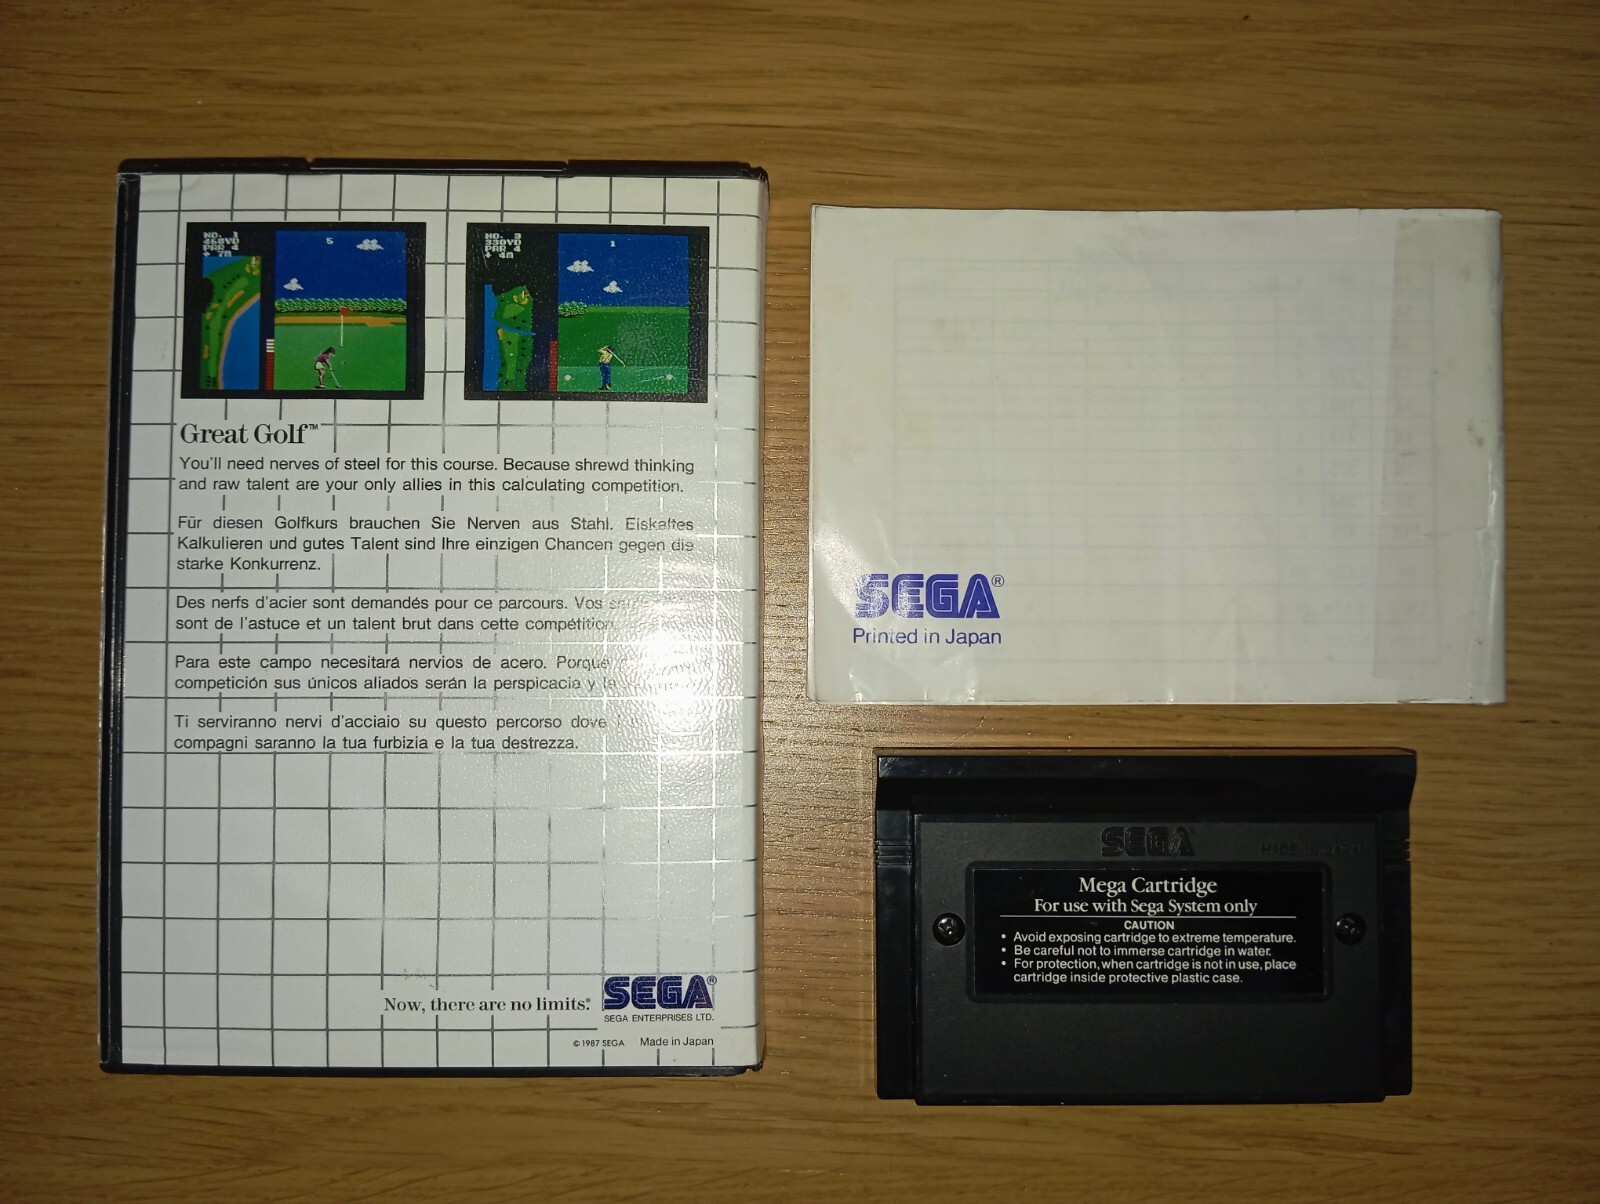 NO. 1
468YD
PAR 4
7m
5
NO. 3
330YD
PAR 4
4m
1
Great Golf™
You'll need nerves of steel for this course. Because shrewd thinking
and raw talent are your only allies in this calculating competition.
Für diesen Golfkurs brauchen Sie Nerven aus Stahl. Eiskaltes
Kalkulieren und gutes Talent sind Ihre einzigen Chancen gegen die
starke Konkurrenz.
Des nerfs d'acier sont demandés pour ce parcours. Vos
sont de l'astuce et un talent brut dans cette compétition
Para este campo necesitará nervios de acero. Porque
competición sus únicos aliados serán la perspicacia y
Ti serviranno nervi d'acciaio su questo percorso dove
compagni saranno la tua furbizia e la tua destrezza.
Now, there are no limits.®
SEGA®
SEGA ENTERPRISES LTD.
© 1987 SEGA Made in Japan
SEGA®
Printed in Japan
SEGA
MADE IN JAPAN
Mega Cartridge
For use with Sega System only
CAUTION
• Avoid exposing cartridge to extreme temperature.
• Be careful not to immerse cartridge in water.
• For protection, when cartridge is not in use, place
cartridge inside protective plastic case.